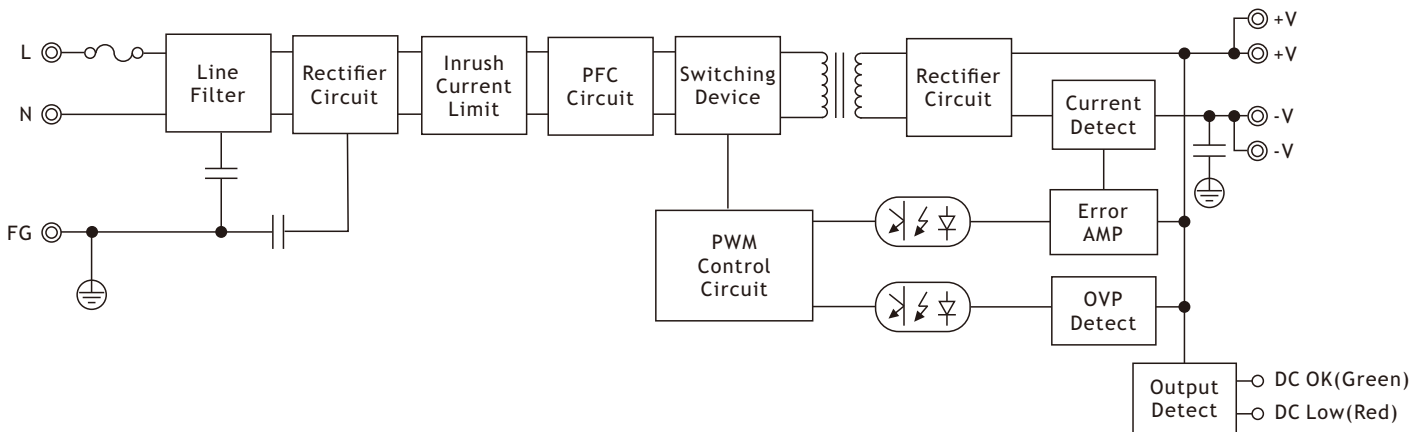 +V
L
Line
Filter
Rectifier
Circuit
Inrush
Current
Limit
PFC
Circuit
Switching
Device
Rectifier
Circuit
+V
Current
Detect
N
-V
-V
FG
PWM
Control
Circuit
Error
AMP
OVP
Detect
Output
Detect
DC OK(Green)
DC Low(Red)